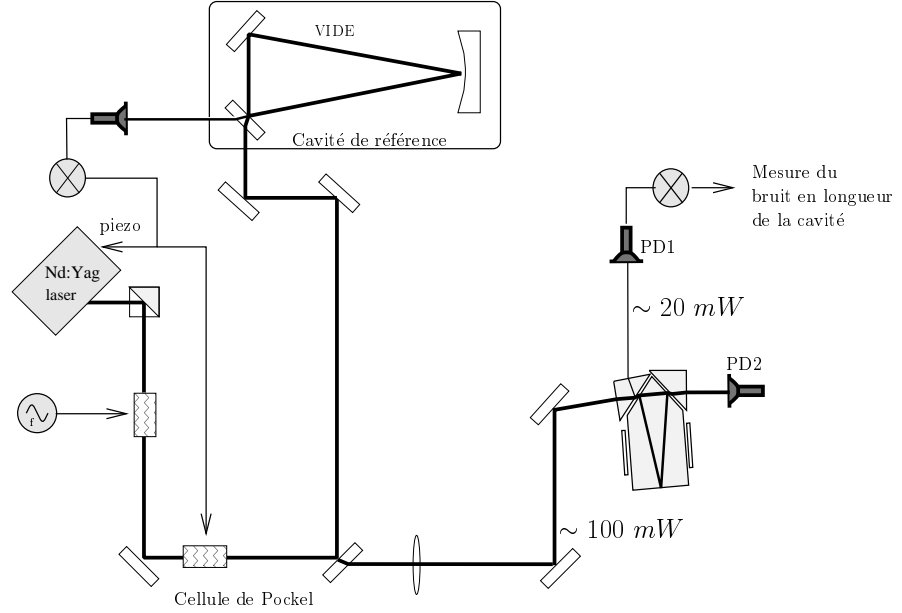 VIDE
Cavité de référence
piezo
Nd:Yag
laser
f
Cellule de Pockel
Mesure du
bruit en longueur
de la cavité
PD1
~ 20 mW
PD2
~ 100 mW